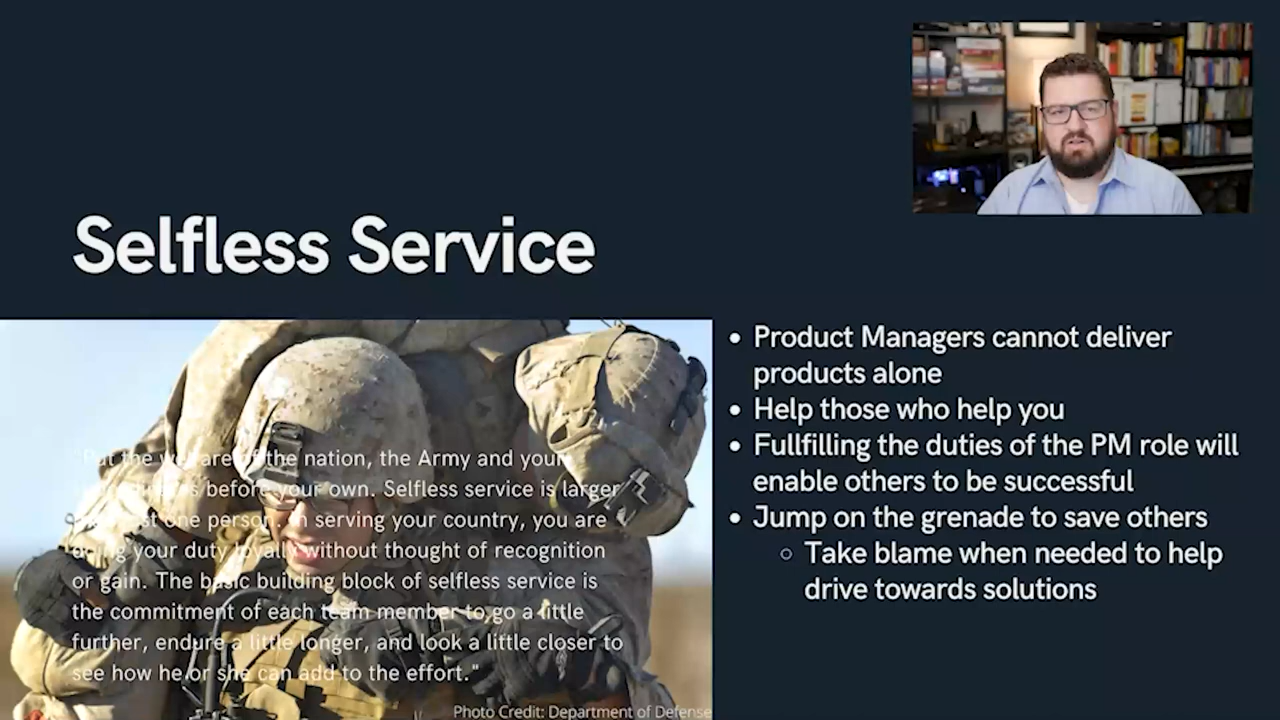 Selfless Service
"Put the welfare of the nation, the Army and your
before your own. Selfless service is larger
than just one person. In serving your country, you are
doing your duty loyally without thought of recognition
or gain. The basic building block of selfless service is
the commitment of each team member to go a little
further, endure a little longer, and look a little closer to
see how he or she can add to the effort."
Photo Credit: Department of Defense
• Product Managers cannot deliver
products alone
• Help those who help you
• Fullfilling the duties of the PM role will
enable others to be successful
• Jump on the grenade to save others
○ Take blame when needed to help
drive towards solutions